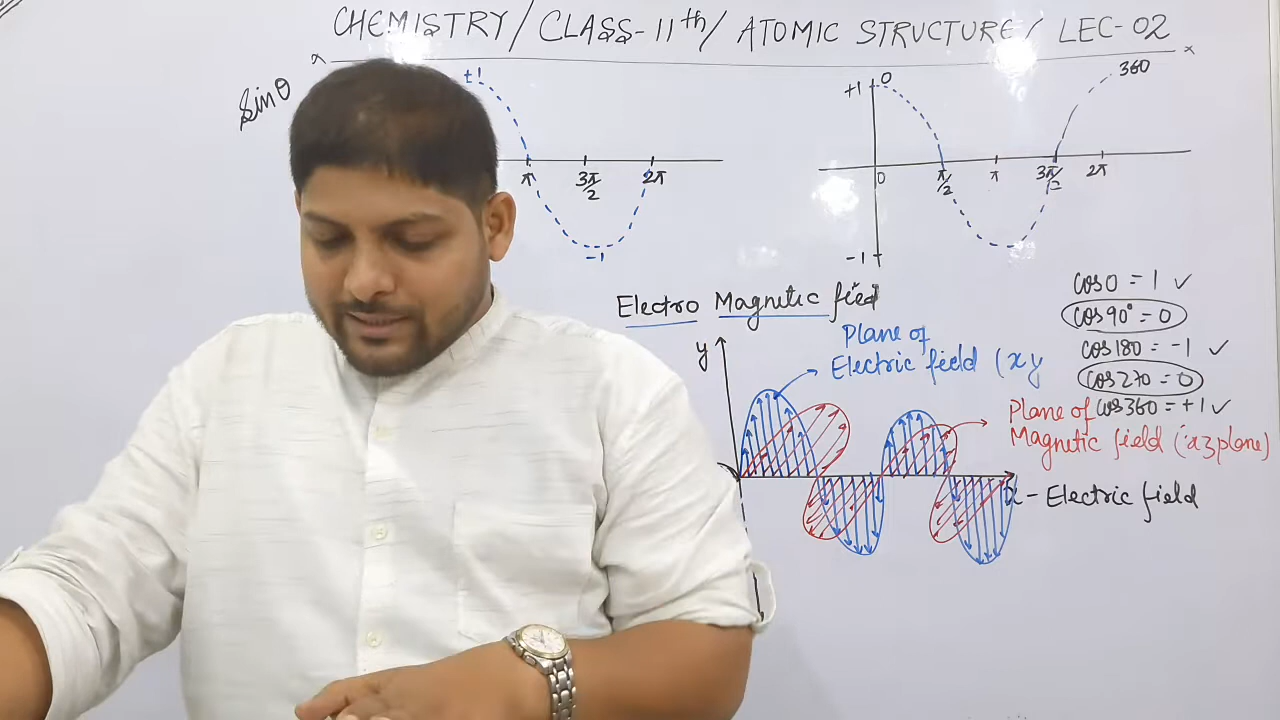 CHEMISTRY/CLASS-11th/ATOMIC STRUCTURE/ LEC-02
x x
Sinθ
+1
π 3π/2 2π
-1
+1 0 360
0 π/2 π 3π/2 2π
-1
cos0 = 1 ✓
cos90° = 0
cos180 = -1 ✓
cos270 = 0
cos360 = +1 ✓
Electro Magnetic field
y
Plane of
Electric field (xy
Plane of
Magnetic field (xz plane)
x - Electric field